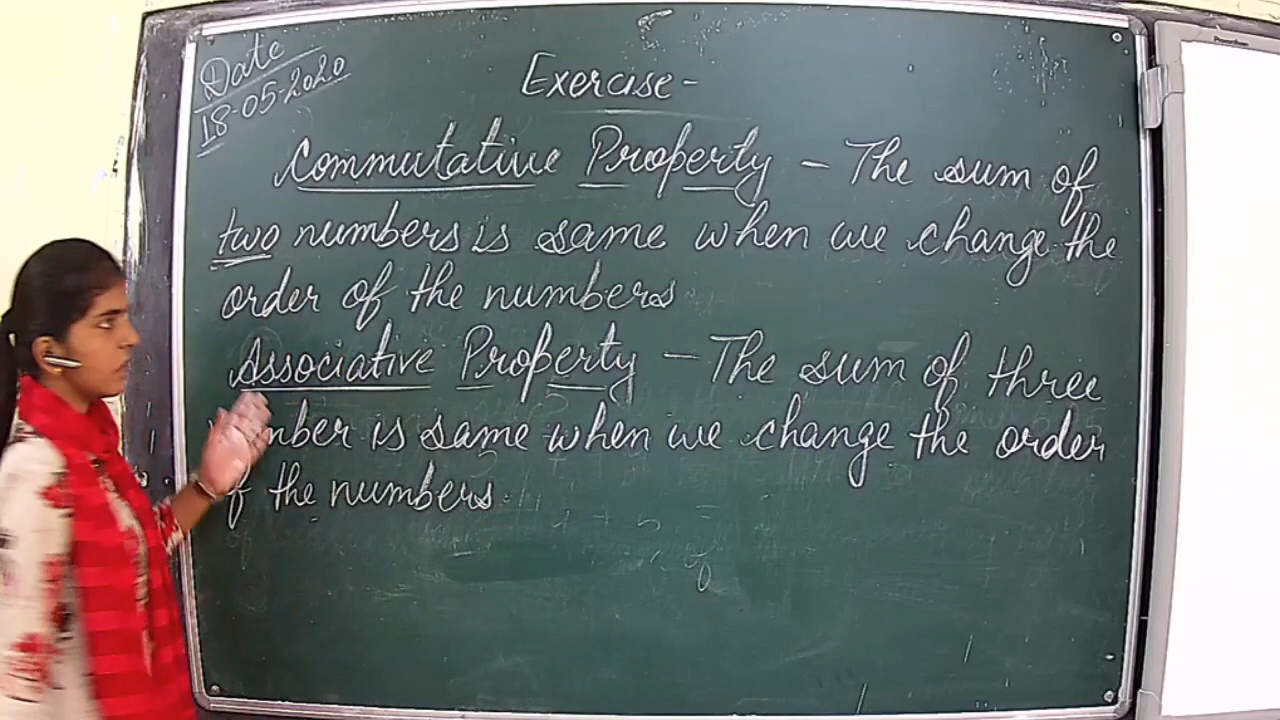 Date
18-05-2020
Exercise-
Commutative Property - The sum of
two numbers is same when we change the
order of the numbers.
Associative Property - The sum of three
is same when we change the order
the numbers.